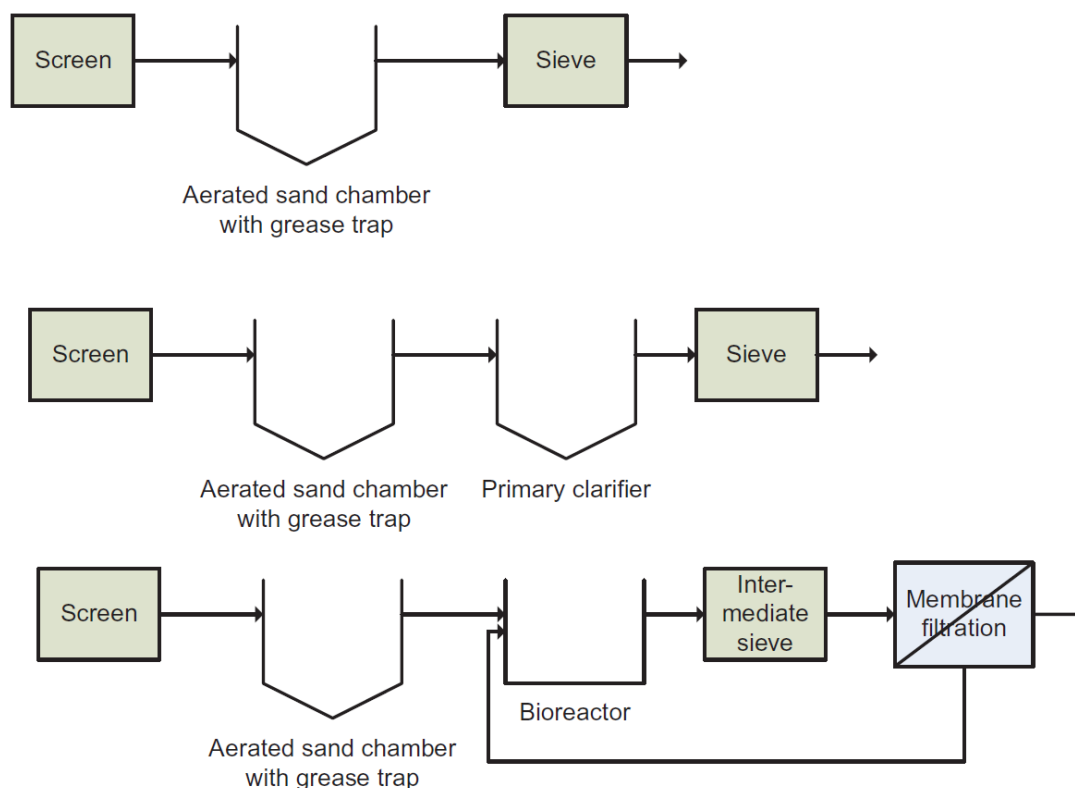 Screen
Sieve
Aerated sand chamber
with grease trap
Screen
Sieve
Aerated sand chamber
with grease trap
Primary clarifier
Screen
Inter-
mediate
sieve
Membrane
filtration
Bioreactor
Aerated sand chamber
with grease trap